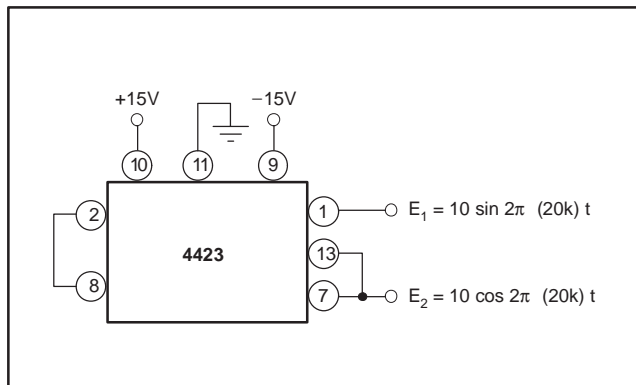 +15V
−15V
10
11
9
2
1
E1 = 10 sin 2π (20k) t
4423
13
8
7
E2 = 10 cos 2π (20k) t